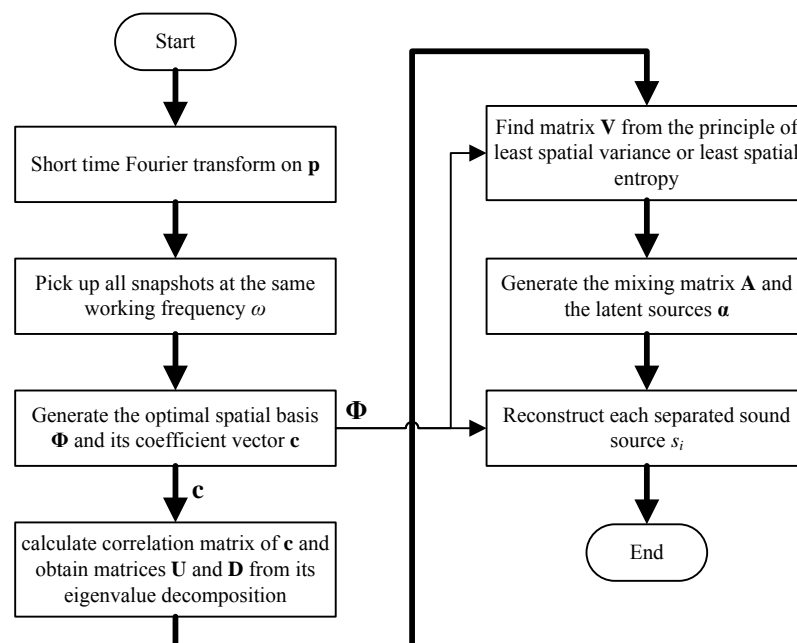 Start
Short time Fourier transform on p
Pick up all snapshots at the same
working frequency ω
Generate the optimal spatial basis
Φ and its coefficient vector c
Φ
c
calculate correlation matrix of c and
obtain matrices U and D from its
eigenvalue decomposition
Find matrix V from the principle of
least spatial variance or least spatial
entropy
Generate the mixing matrix A and
the latent sources α
Reconstruct each separated sound
source si
End